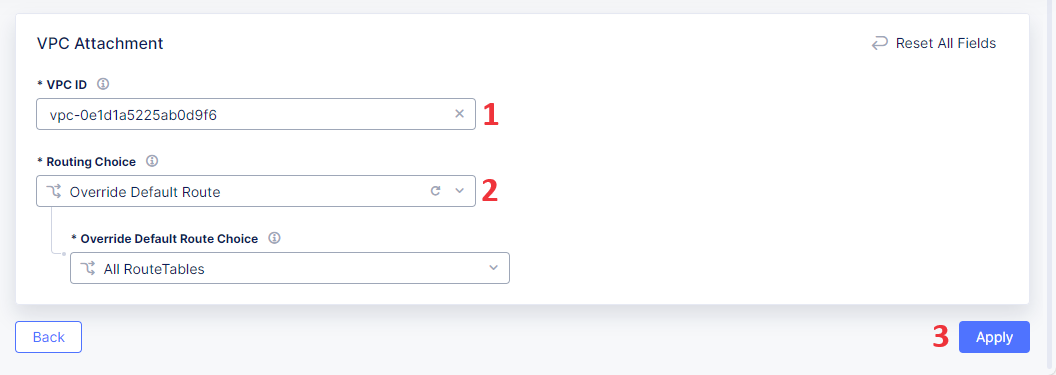 VPC Attachment
Reset All Fields
* VPC ID
vpc-0e1d1a5225ab0d9f6
1
* Routing Choice
Override Default Route
2
* Override Default Route Choice
All RouteTables
Back
3
Apply